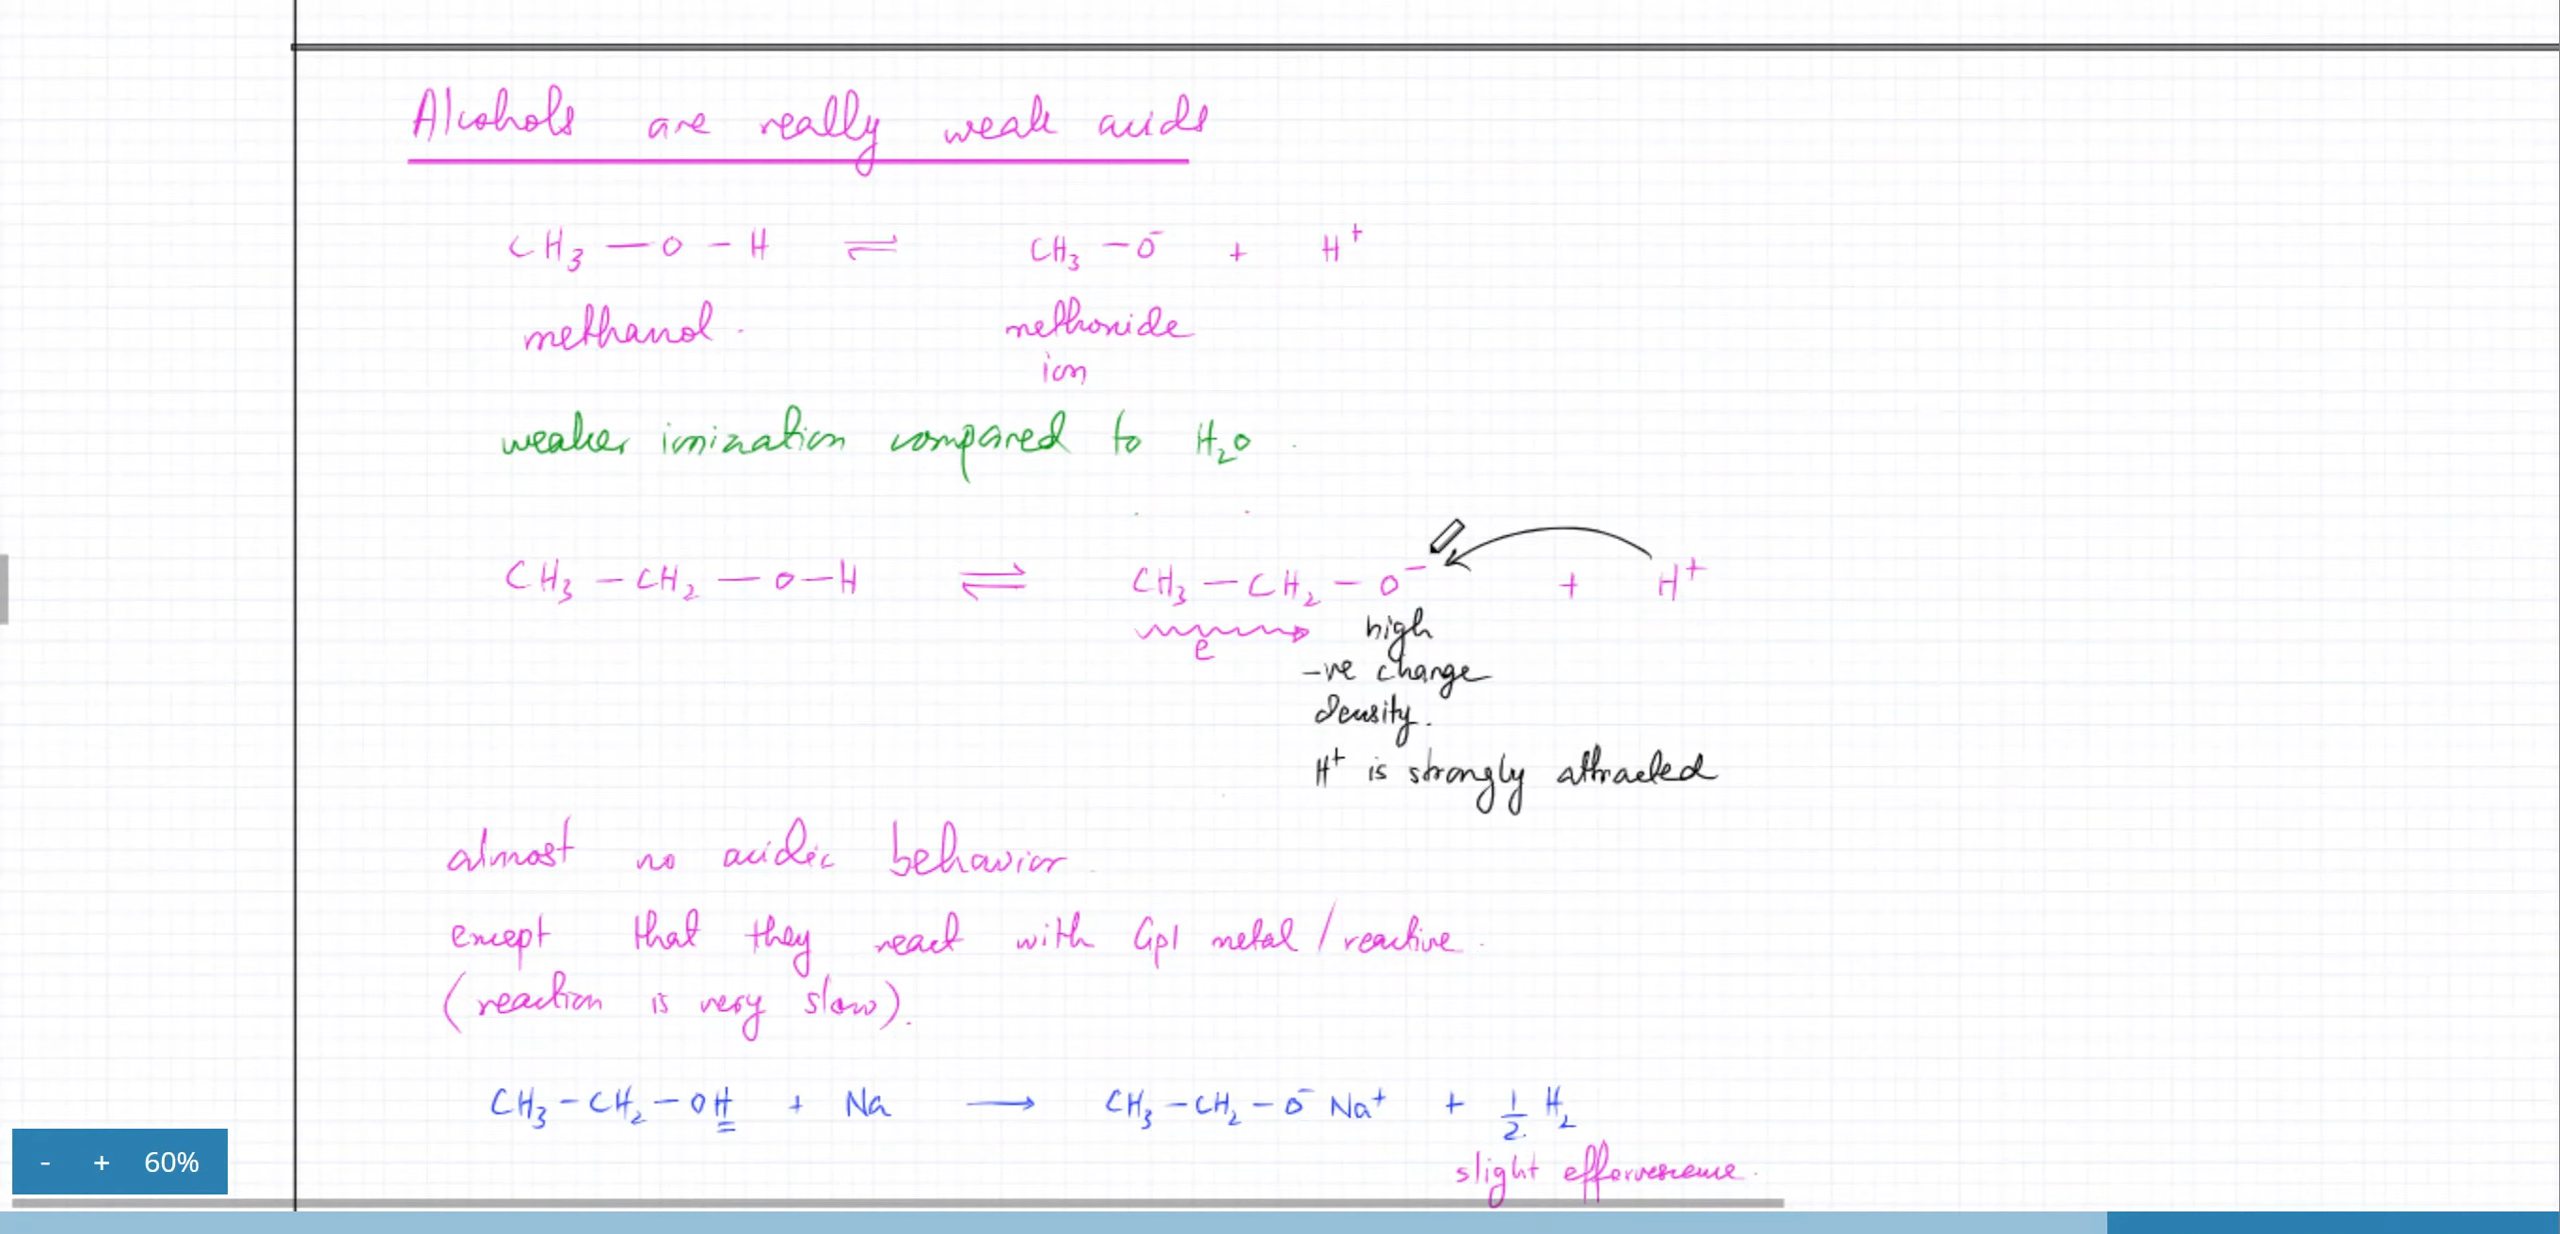 Alcohols are really weak acids
CH₃ — O – H ⇌ CH₃ – O⁻ + H⁺
methanol. methoxide
ion
weaker ionization compared to H₂O.
CH₃ – CH₂ — O – H ⇌ CH₃ – CH₂ – O⁻ + H⁺
e high
-ve charge
density.
H⁺ is strongly attracted
almost no acidic behavior.
except that they react with Gp1 metal / reactive.
(reaction is very slow).
CH₃ – CH₂ – OH + Na → CH₃ – CH₂ – O⁻ Na⁺ + 1/2 H₂
slight effervescence.
- + 60%